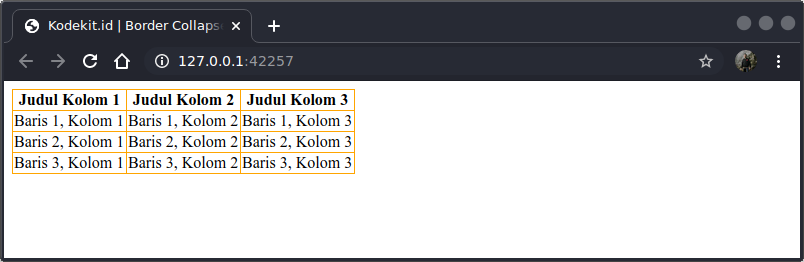 Kodekit.id | Border Collaps
127.0.0.1:42257
Judul Kolom 1 Judul Kolom 2 Judul Kolom 3
Baris 1, Kolom 1 Baris 1, Kolom 2 Baris 1, Kolom 3
Baris 2, Kolom 1 Baris 2, Kolom 2 Baris 2, Kolom 3
Baris 3, Kolom 1 Baris 3, Kolom 2 Baris 3, Kolom 3